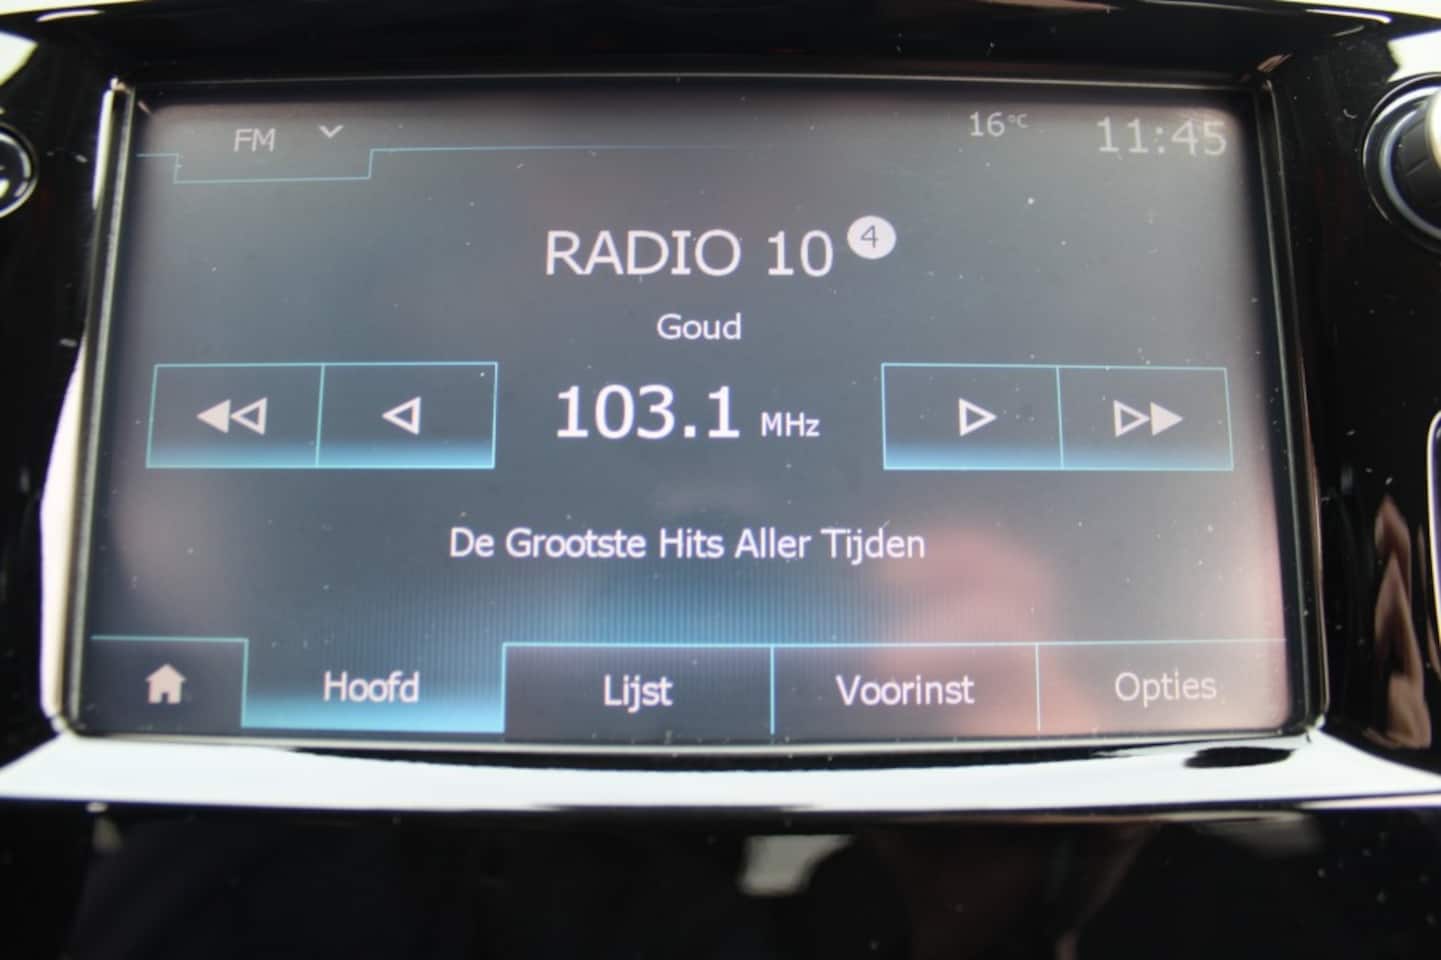 FM
16°C
11:45
RADIO 10 4
Goud
103.1 MHz
De Grootste Hits Aller Tijden
Hoofd
Lijst
Voorinst
Opties